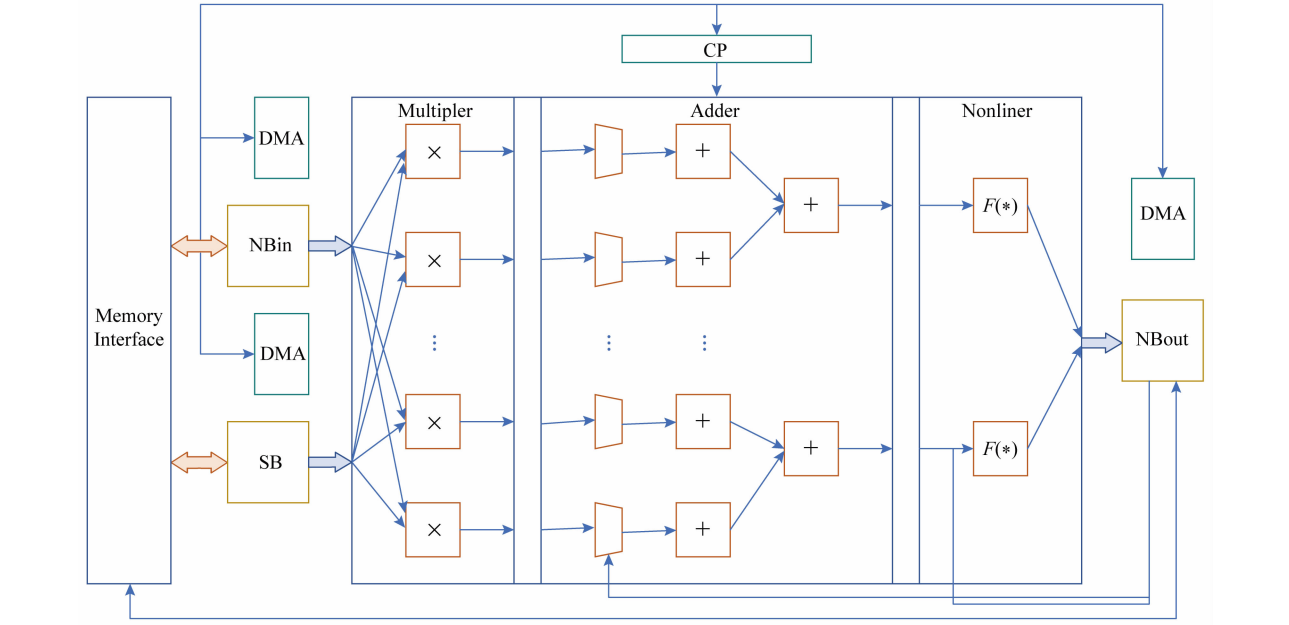 CP
Multipler
Adder
Nonliner
DMA
×
+
+
F(*)
DMA
NBin
×
+
Memory
Interface
DMA
⋮
⋮
⋮
NBout
SB
×
+
+
F(*)
×
+